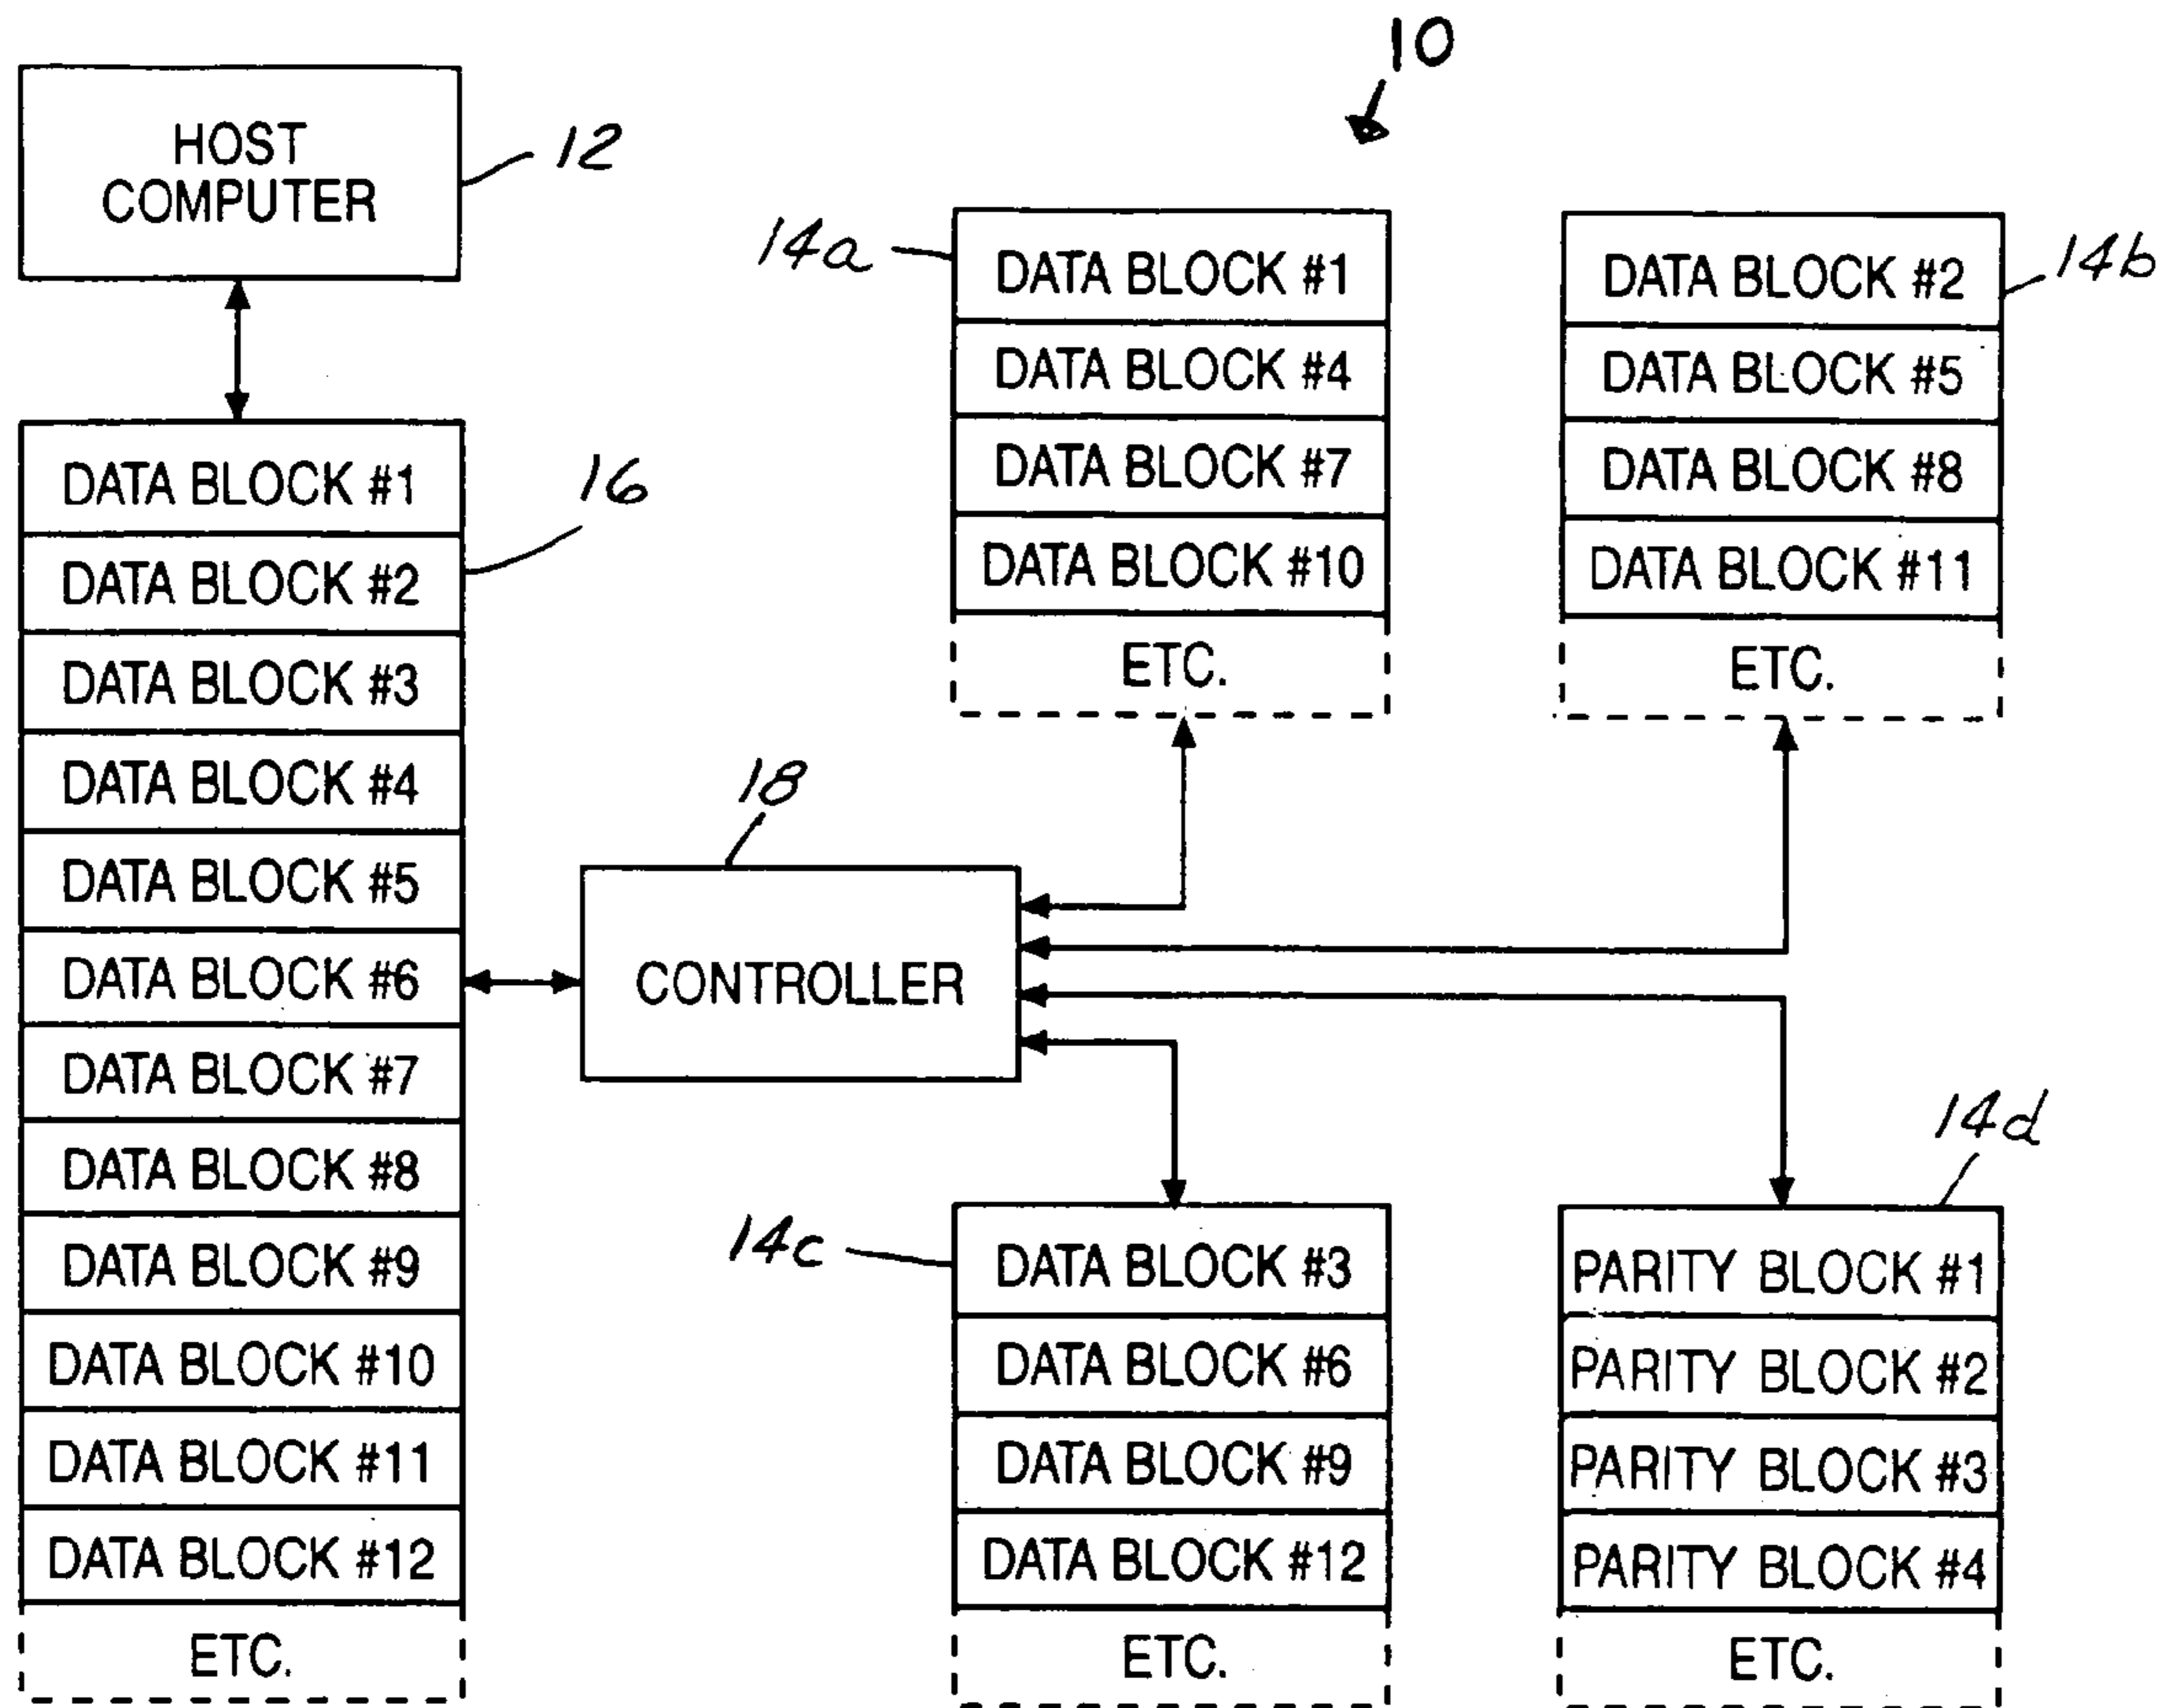 10
HOST
COMPUTER
12
DATA BLOCK #1
DATA BLOCK #2
DATA BLOCK #3
DATA BLOCK #4
DATA BLOCK #5
DATA BLOCK #6
DATA BLOCK #7
DATA BLOCK #8
DATA BLOCK #9
DATA BLOCK #10
DATA BLOCK #11
DATA BLOCK #12
ETC.
16
18
CONTROLLER
14a
DATA BLOCK #1
DATA BLOCK #4
DATA BLOCK #7
DATA BLOCK #10
ETC.
14b
DATA BLOCK #2
DATA BLOCK #5
DATA BLOCK #8
DATA BLOCK #11
ETC.
14c
DATA BLOCK #3
DATA BLOCK #6
DATA BLOCK #9
DATA BLOCK #12
ETC.
14d
PARITY BLOCK #1
PARITY BLOCK #2
PARITY BLOCK #3
PARITY BLOCK #4
ETC.